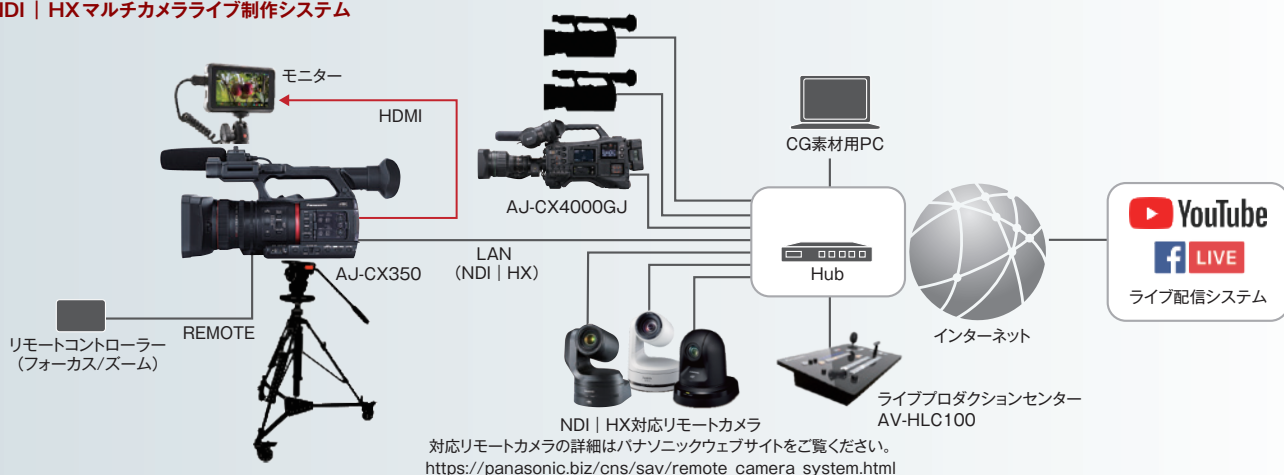 NDI | HXマルチカメラライブ制作システム
モニター
HDMI
AJ-CX350
リモートコントローラー
(フォーカス/ズーム)
REMOTE
LAN
(NDI | HX)
AJ-CX4000GJ
CG素材用PC
Hub
インターネット
YouTube
f LIVE
ライブ配信システム
ライブプロダクションセンター
AV-HLC100
NDI | HX対応リモートカメラ
対応リモートカメラの詳細はパナソニックウェブサイトをご覧ください。
https://panasonic.biz/cns/sav/remote_camera_system.html